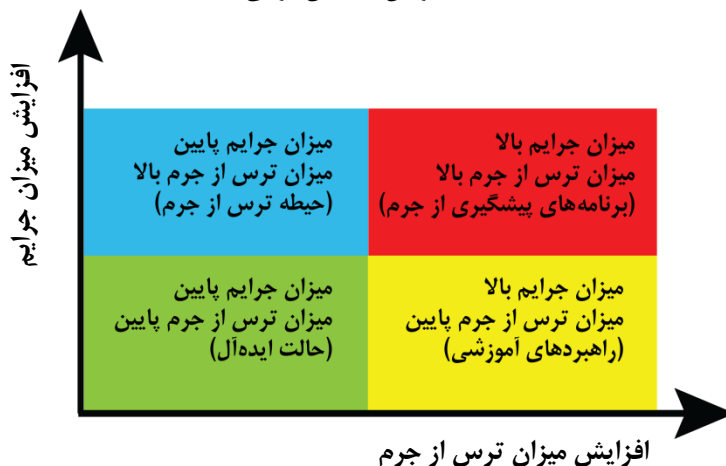 افزایش میزان جرایم
میزان جرایم پایین
میزان ترس از جرم بالا
(حیطه ترس از جرم)
میزان جرایم بالا
میزان ترس از جرم بالا
(برنامه‌های پیشگیری از جرم)
میزان جرایم پایین
میزان ترس از جرم پایین
(حالت ایده‌آل)
میزان جرایم بالا
میزان ترس از جرم پایین
(راهبردهای آموزشی)
افزایش میزان ترس از جرم